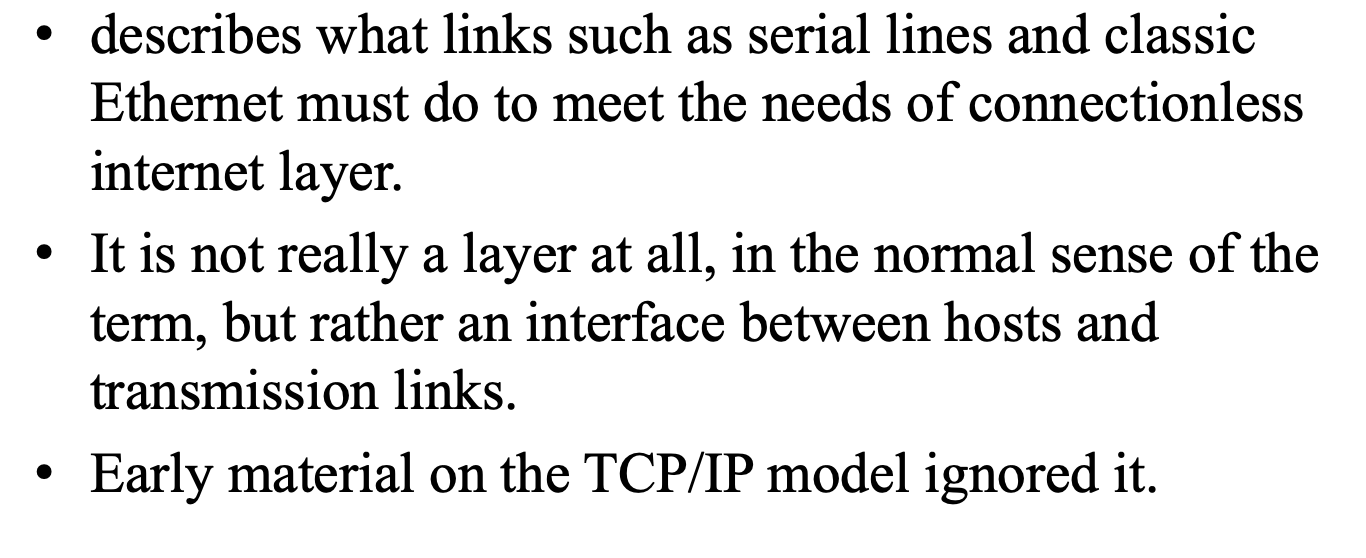 • describes what links such as serial lines and classic
Ethernet must do to meet the needs of connectionless
internet layer.
• It is not really a layer at all, in the normal sense of the
term, but rather an interface between hosts and
transmission links.
• Early material on the TCP/IP model ignored it.